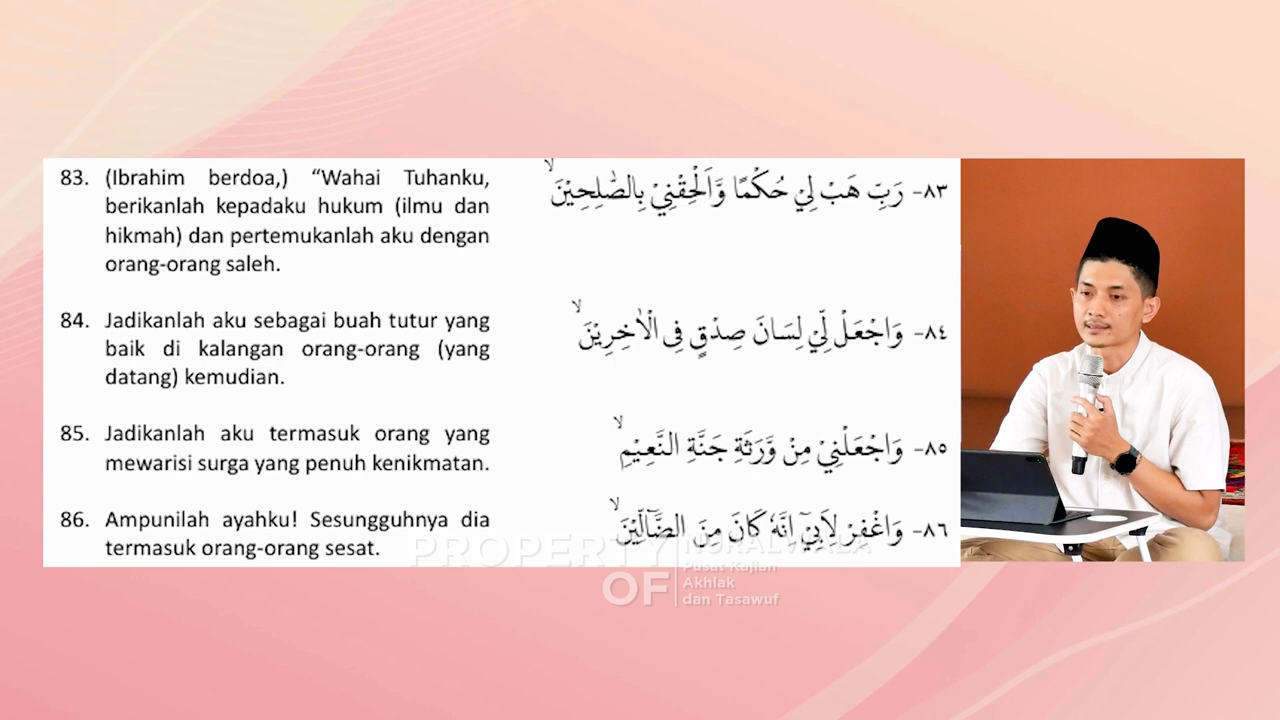 83. (Ibrahim berdoa,) “Wahai Tuhanku,
berikanlah kepadaku hukum (ilmu dan
hikmah) dan pertemukanlah aku dengan
orang-orang saleh.
٨٣- رَبِّ هَبْ لِيْ حُكْمًا وَّاَلْحِقْنِيْ بِالصّٰلِحِيْنَ ۙ
84. Jadikanlah aku sebagai buah tutur yang
baik di kalangan orang-orang (yang
datang) kemudian.
٨٤- وَاجْعَلْ لِّيْ لِسَانَ صِدْقٍ فِى الْاٰخِرِيْنَ ۙ
85. Jadikanlah aku termasuk orang yang
mewarisi surga yang penuh kenikmatan.
٨٥- وَاجْعَلْنِيْ مِنْ وَّرَثَةِ جَنَّةِ النَّعِيْمِ ۙ
86. Ampunilah ayahku! Sesungguhnya dia
termasuk orang-orang sesat.
٨٦- وَاغْفِرْ لِاَبِيْٓ اِنَّهٗ كَانَ مِنَ الضَّاۤلِّيْنَ ۙ
PROPERTY OF
NURALWALA
Pusat Kajian
Akhlak
dan Tasawuf